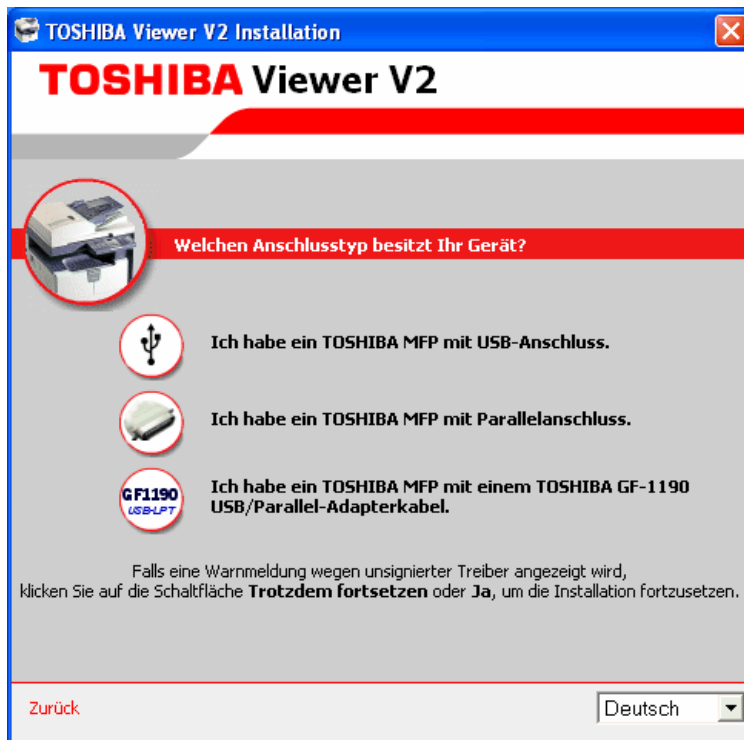 TOSHIBA Viewer V2 Installation
TOSHIBA Viewer V2
Welchen Anschlusstyp besitzt Ihr Gerät?
Ich habe ein TOSHIBA MFP mit USB-Anschluss.
Ich habe ein TOSHIBA MFP mit Parallelanschluss.
GF1190
USB-LPT
Ich habe ein TOSHIBA MFP mit einem TOSHIBA GF-1190
USB/Parallel-Adapterkabel.
Falls eine Warnmeldung wegen unsignierter Treiber angezeigt wird,
klicken Sie auf die Schaltfläche Trotzdem fortsetzen oder Ja, um die Installation fortzusetzen.
Zurück
Deutsch